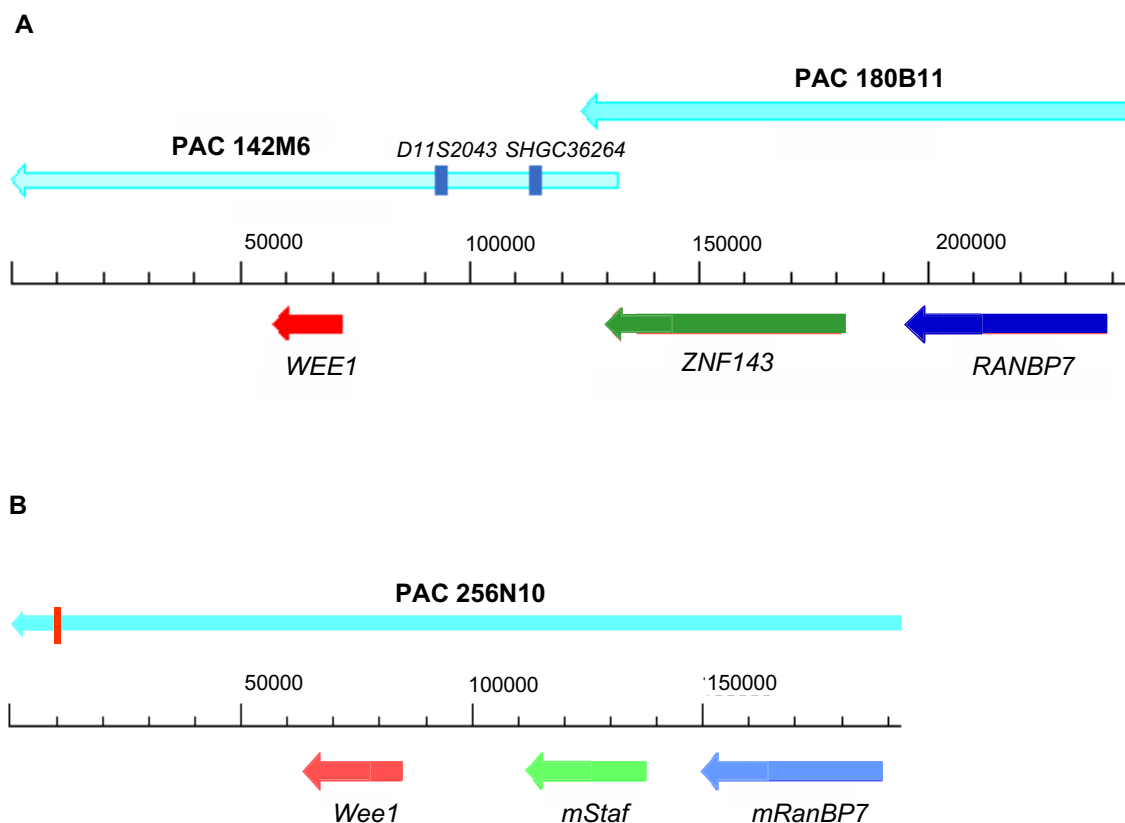 A
PAC 180B11
PAC 142M6
D11S2043 SHGC36264
50000 100000 150000 200000
WEE1 ZNF143 RANBP7
B
PAC 256N10
50000 100000 150000
Wee1 mStaf mRanBP7